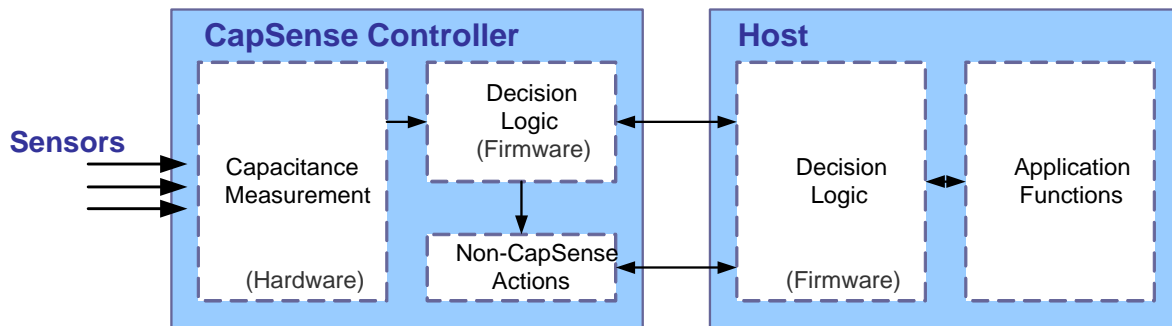 CapSense Controller
Host
Sensors
Capacitance
Measurement
(Hardware)
Decision
Logic
(Firmware)
Non-CapSense
Actions
Decision
Logic
(Firmware)
Application
Functions